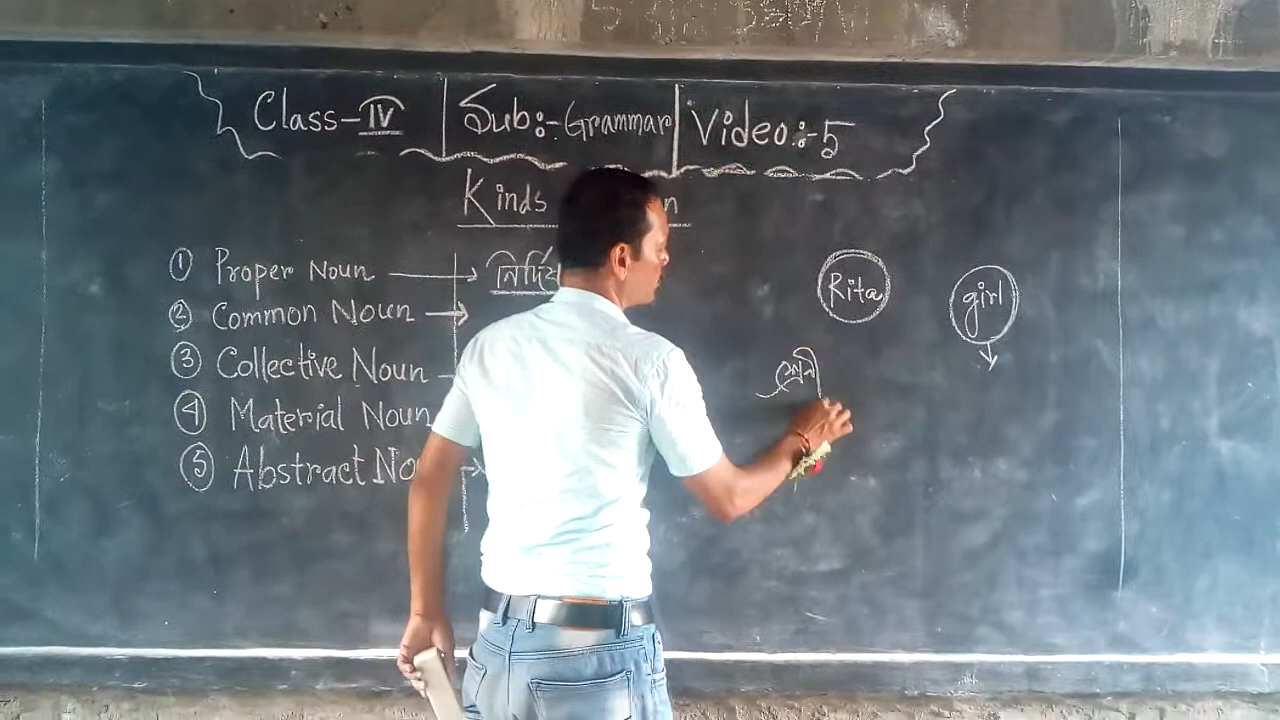 Class-IV Sub:-Grammar Video:-5
Kinds
① Proper Noun
② Common Noun
③ Collective Noun
④ Material Noun
⑤ Abstract
Rita
girl
শ্রেণী